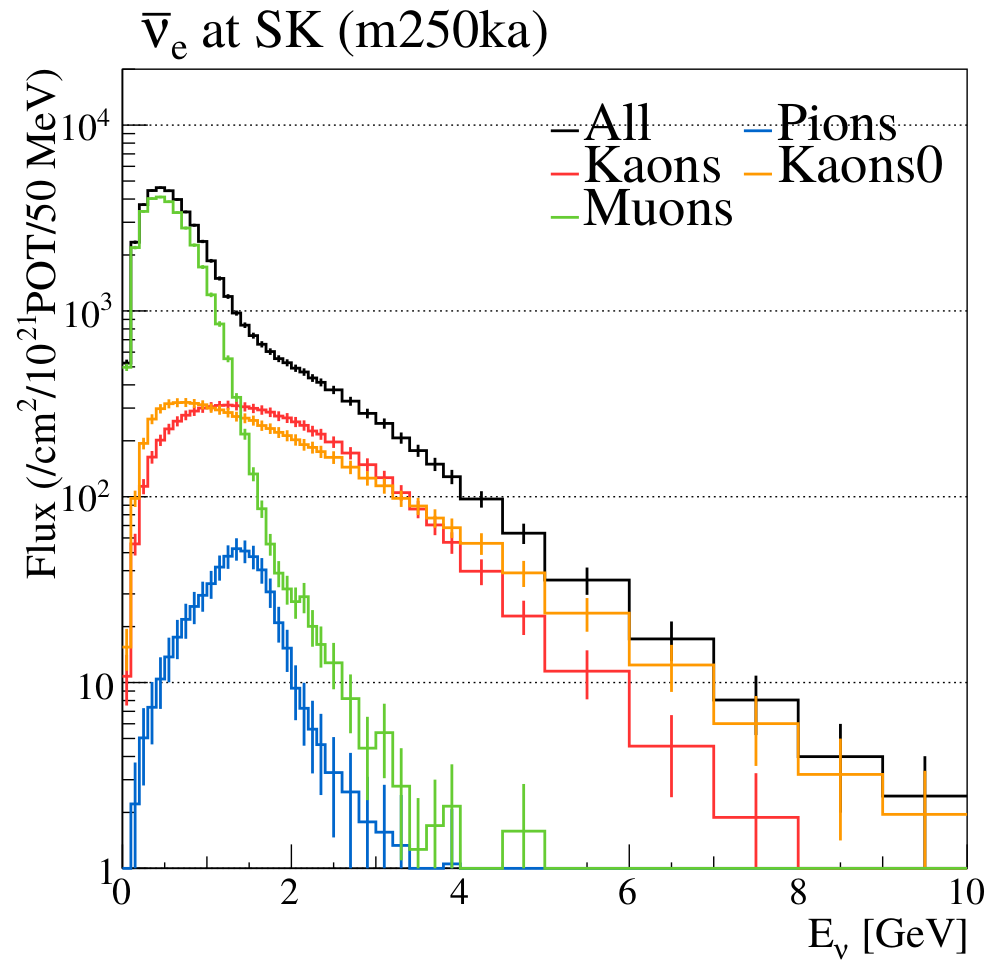 ν̅ₑ at SK (m250ka)
Flux (/cm²/10²¹POT/50 MeV)
All
Pions
Kaons
Kaons0
Muons
10⁴
10³
10²
10
1
0 2 4 6 8 10
Eᵥ [GeV]